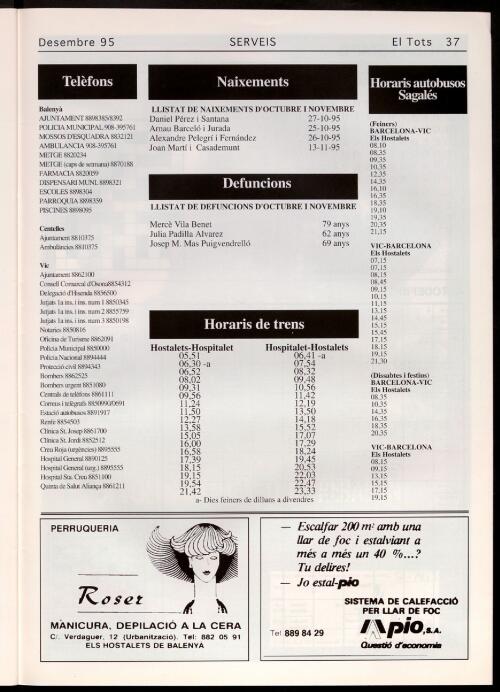 Desembre 95 SERVEIS El Tots 37
Telèfons
Balenyà
AJUNTAMENT 8898385/8392
POLICIA MUNICIPAL 908-395761
MOSSOS D'ESQUADRA 8832121
AMBULANCIA 908-395761
METGE 8820234
METGE (caps de semana) 8870188
FARMACIA 8820059
DISPENSARI MUNI. 8898321
ESCOLES 8898304
PARROQUIA 8898359
PISCINES 8898095
Centelles
Ajuntament 8810375
Ambulàncies 8810375
Vic
Ajuntament 8862100
Consell Comarcal d'Osona8854312
Delegació d'Hisenda 8856500
Jutjats 1a ins. i ins. num 1 8850345
Jutjats 1a ins. i ins. num 2 8855759
Jutjats 1a ins. i ins. num 3 8850198
Notaries 8850816
Oficina de Turisme 8862091
Policia Municipal 8850000
Policia Nacional 8894444
Protecció civil 8894343
Bombers 8862525
Bombers urgent 8851080
Centrals de telèfons 8861111
Correus i telègrafs 8850090/0691
Estació autobusos 8891917
Renfe 8854503
Clínica St. Josep 8861700
Clínica St. Jordi 8852512
Creu Roja (urgències) 8895555
Hospital General 8890125
Hospital General (urg.) 8895555
Hospital Sta. Creu 8851100
Quinta de Salut Aliança 8861211
Naixements
LLISTAT DE NAIXEMENTS D'OCTUBRE I NOVEMBRE
Daniel Pérez i Santana 27-10-95
Arnau Barceló i Jurada 25-10-95
Alexandre Pelegrí i Fernández 26-10-95
Joan Martí i Casademunt 13-11-95
Defuncions
LLISTAT DE DEFUNCIONS D'OCTUBRE I NOVEMBRE
Mercè Vila Benet 79 anys
Julia Padilla Alvarez 62 anys
Josep M. Mas Puigvendrelló 69 anys
Horaris de trens
Hostalets-Hospitalet Hospitalet-Hostalets
05,51 06,41 -a
06,30 -a 07,54
06,52 08,32
08,02 09,48
09,31 10,56
09,56 11,42
11,24 12,19
11,50 13,50
12,27 14,18
13,58 15,52
15,05 17,07
16,00 17,29
16,58 18,24
17,39 19,45
18,15 20,53
19,15 22,03
19,54 22,47
21,42 23,33
a- Dies feiners de dilluns a divendres
Horaris autobusos
Sagalés
(Feiners)
BARCELONA-VIC
Els Hostalets
08,10
08,35
09,35
10,35
12,35
14,35
16,10
16,35
18,35
19,10
19,35
20,35
21,15
VIC-BARCELONA
Els Hostalets
07,15
07,15
08,15
08,45
09,15
10,15
11,15
13,15
14,45
15,15
15,45
17,15
18,15
19,15
21,30
(Dissabtes i festius)
BARCELONA-VIC
Els Hostalets
08,35
10,35
14,35
16,35
18,35
20,35
VIC-BARCELONA
Els Hostalets
08,15
09,15
13,15
15,15
17,15
19,15
PERRUQUERIA
Roser
MANICURA, DEPILACIÓ A LA CERA
C/. Verdaguer, 12 (Urbanització). Tel: 882 05 91
ELS HOSTALETS DE BALENYA
— Escalfar 200 m² amb una
llar de foc i estalviant a
més a més un 40 %...?
Tu delires!
— Jo estal-pio
SISTEMA DE CALEFACCIÓ
PER LLAR DE FOC
Tel 889 84 29
pio, S.A.
Questió d'economia